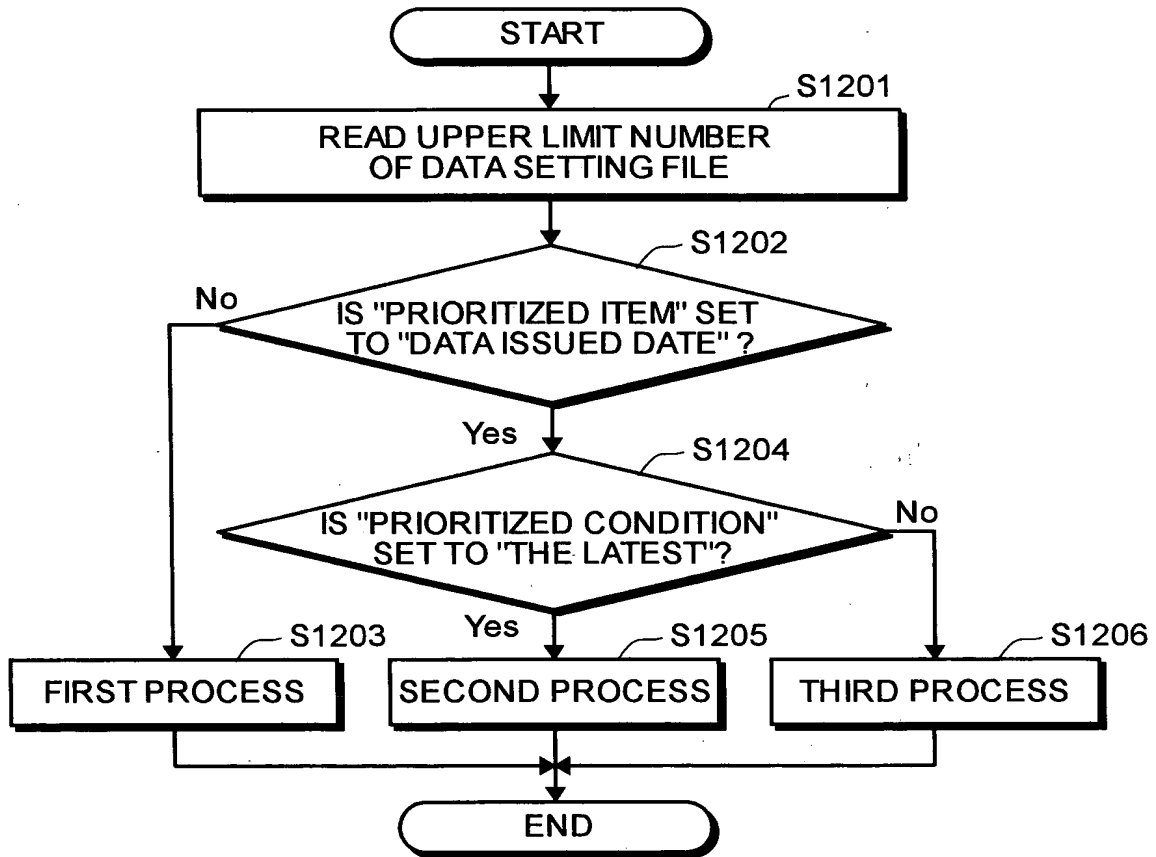 START
S1201
READ UPPER LIMIT NUMBER
OF DATA SETTING FILE
S1202
No
IS "PRIORITIZED ITEM" SET
TO "DATA ISSUED DATE" ?
Yes
S1204
IS "PRIORITIZED CONDITION"
SET TO "THE LATEST"?
No
Yes
S1203
S1205
S1206
FIRST PROCESS
SECOND PROCESS
THIRD PROCESS
END